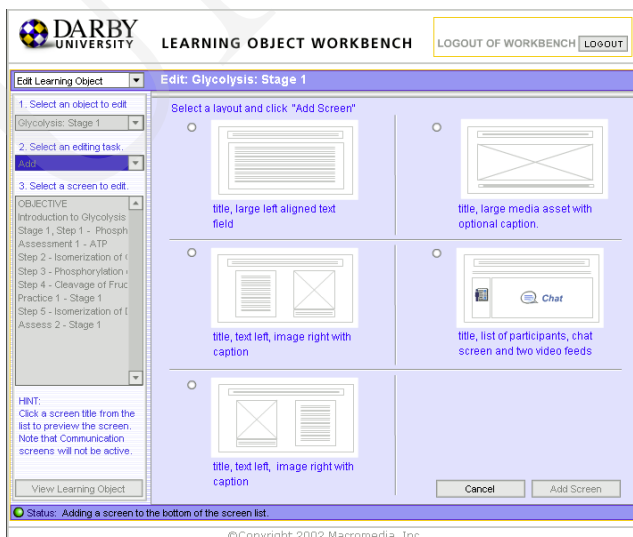 DARBY
UNIVERSITY
LEARNING OBJECT WORKBENCH
LOGOUT OF WORKBENCH LOGOUT
Edit Learning Object
Edit: Glycolysis: Stage 1
1. Select an object to edit
Glycolysis: Stage 1
2. Select an editing task.
Add
3. Select a screen to edit.
OBJECTIVE
Introduction to Glycolysis
Stage 1, Step 1 - Phosph
Assessment 1 - ATP
Step 2 - Isomerization of
Step 3 - Phosphorylation
Step 4 - Cleavage of Fruc
Practice 1 - Stage 1
Step 5 - Isomerization of
Assess 2 - Stage 1
HINT:
Click a screen title from the
list to preview the screen.
Note that Communication
screens will not be active.
View Learning Object
Select a layout and click "Add Screen"
title, large left aligned text
field
title, large media asset with
optional caption.
title, text left, image right with
caption
Chat
title, list of participants, chat
screen and two video feeds
title, text left, image right with
caption
Cancel
Add Screen
Status: Adding a screen to the bottom of the screen list.
©Copyright 2002 Macromedia, Inc.